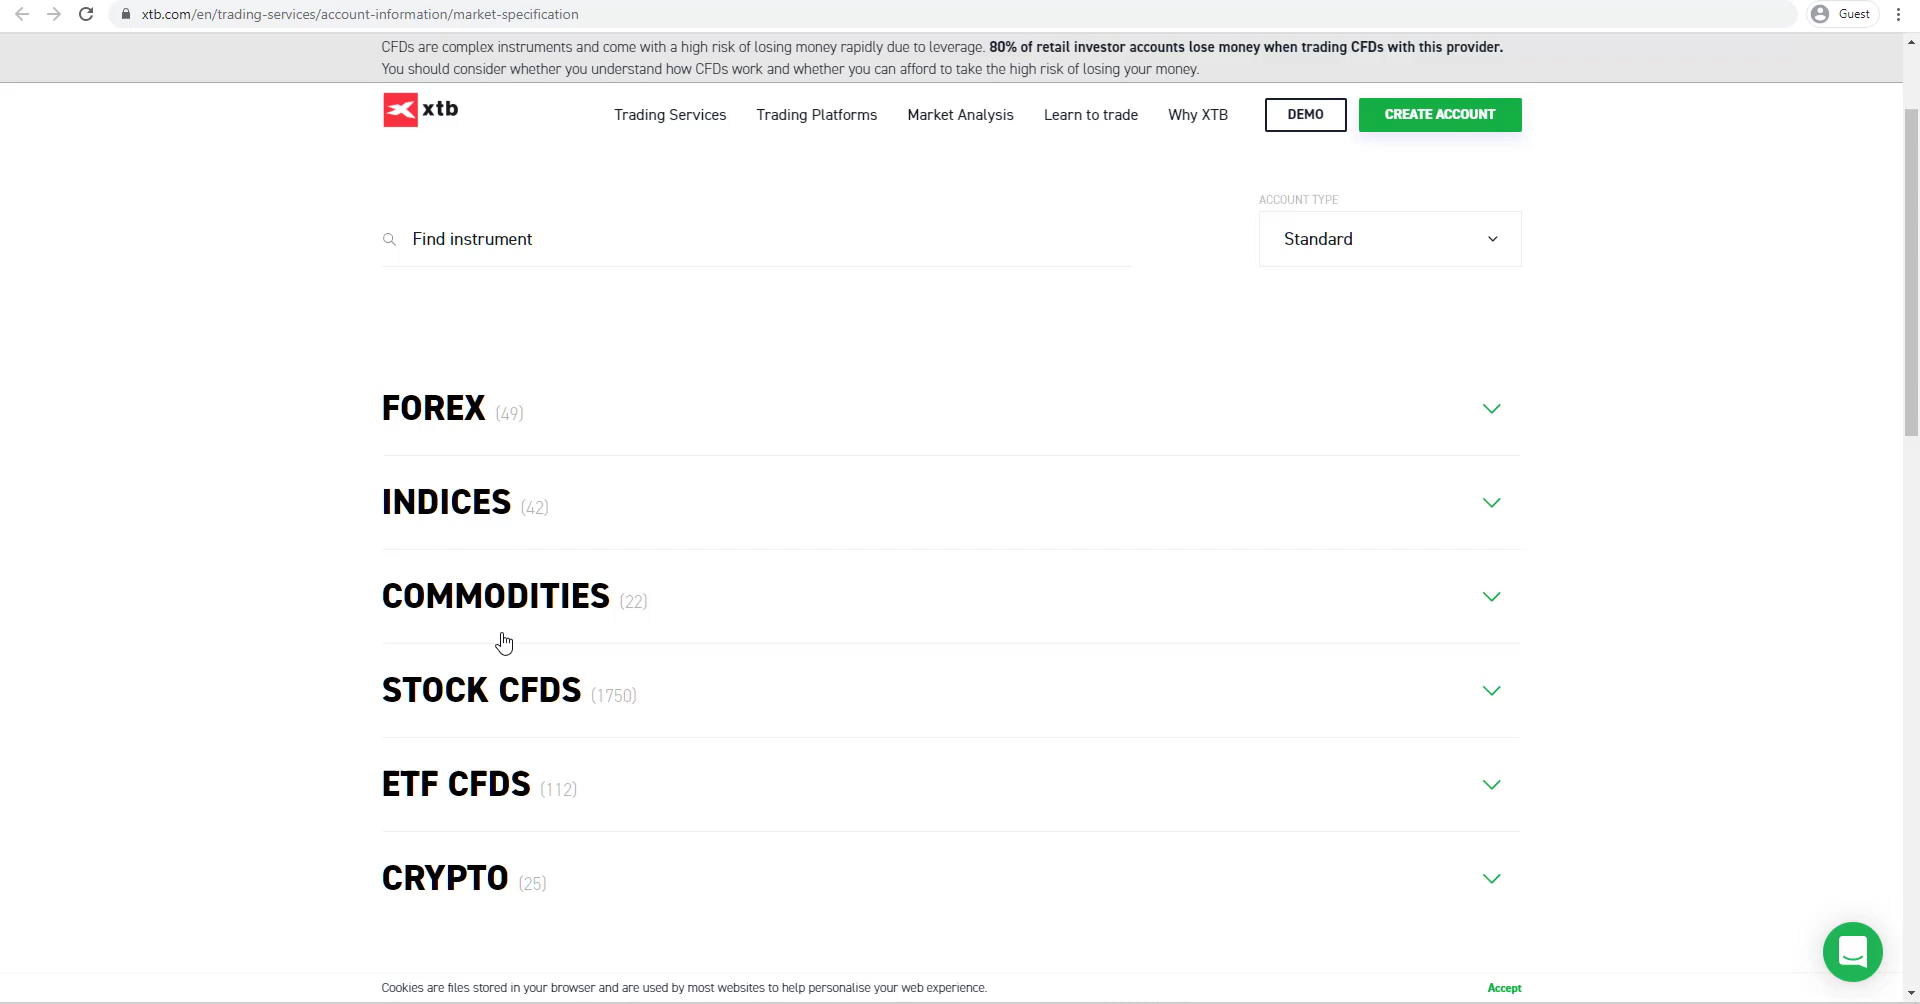 xtb.com/en/trading-services/account-information/market-specification
Guest
CFDs are complex instruments and come with a high risk of losing money rapidly due to leverage. 80% of retail investor accounts lose money when trading CFDs with this provider.
You should consider whether you understand how CFDs work and whether you can afford to take the high risk of losing your money.
xtb
Trading Services
Trading Platforms
Market Analysis
Learn to trade
Why XTB
DEMO
CREATE ACCOUNT
ACCOUNT TYPE
Find instrument
Standard
FOREX (49)
INDICES (42)
COMMODITIES (22)
STOCK CFDS (1750)
ETF CFDS (112)
CRYPTO (25)
Cookies are files stored in your browser and are used by most websites to help personalise your web experience.
Accept